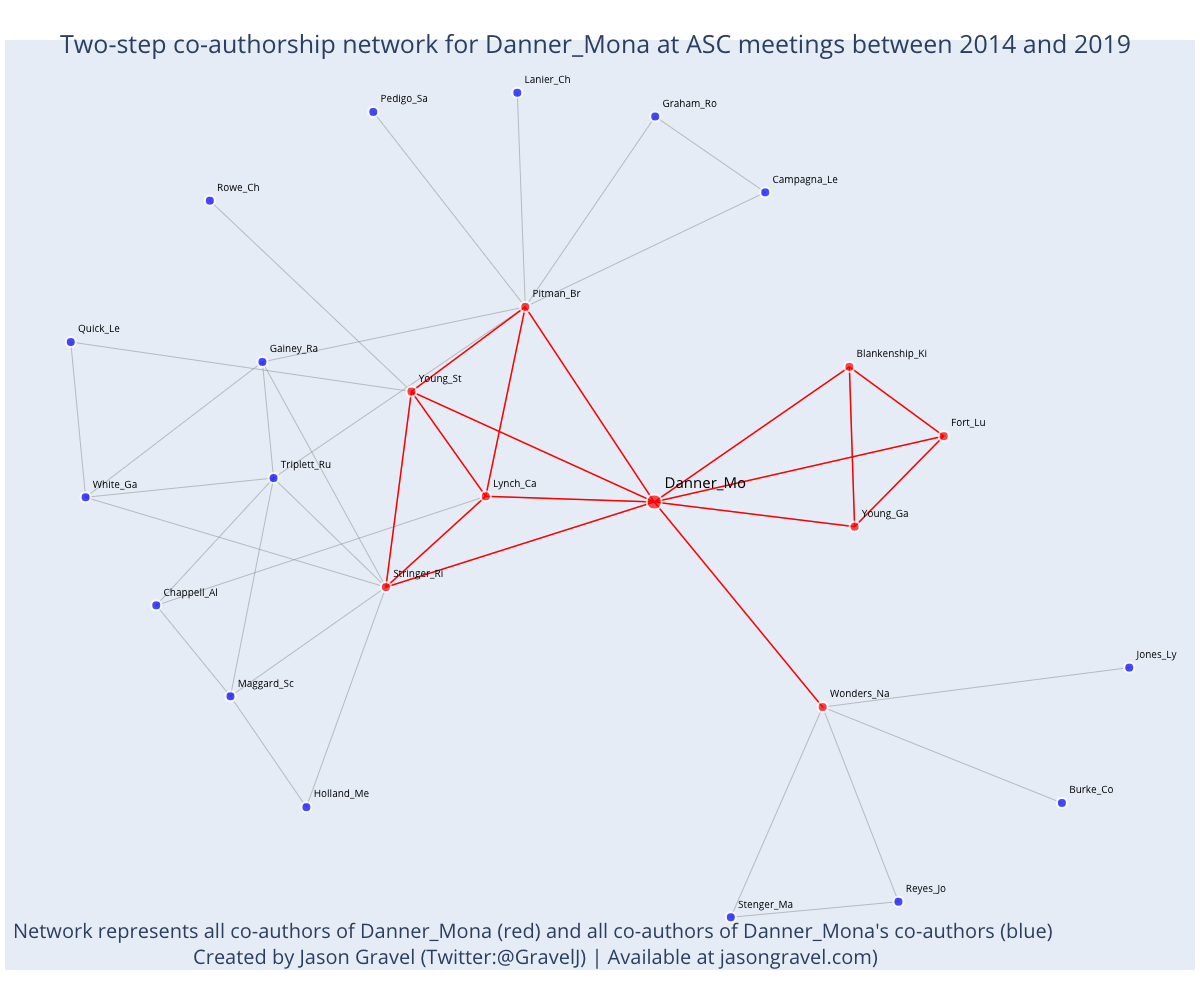 Two-step co-authorship network for Danner_Mona at ASC meetings between 2014 and 2019
Lanier_Ch
Pedigo_Sa
Graham_Ro
Campagna_Le
Rowe_Ch
Pitman_Br
Quick_Le
Gainey_Ra
Blankenship_Ki
Young_St
Fort_Lu
Triplett_Ru
White_Ga
Lynch_Ca
Danner_Mo
Young_Ga
Stringer_Ri
Chappell_Al
Jones_Ly
Maggard_Sc
Wonders_Na
Holland_Me
Burke_Co
Reyes_Jo
Stenger_Ma
Network represents all co-authors of Danner_Mona (red) and all co-authors of Danner_Mona's co-authors (blue)
Created by Jason Gravel (Twitter:@GravelJ) | Available at jasongravel.com)